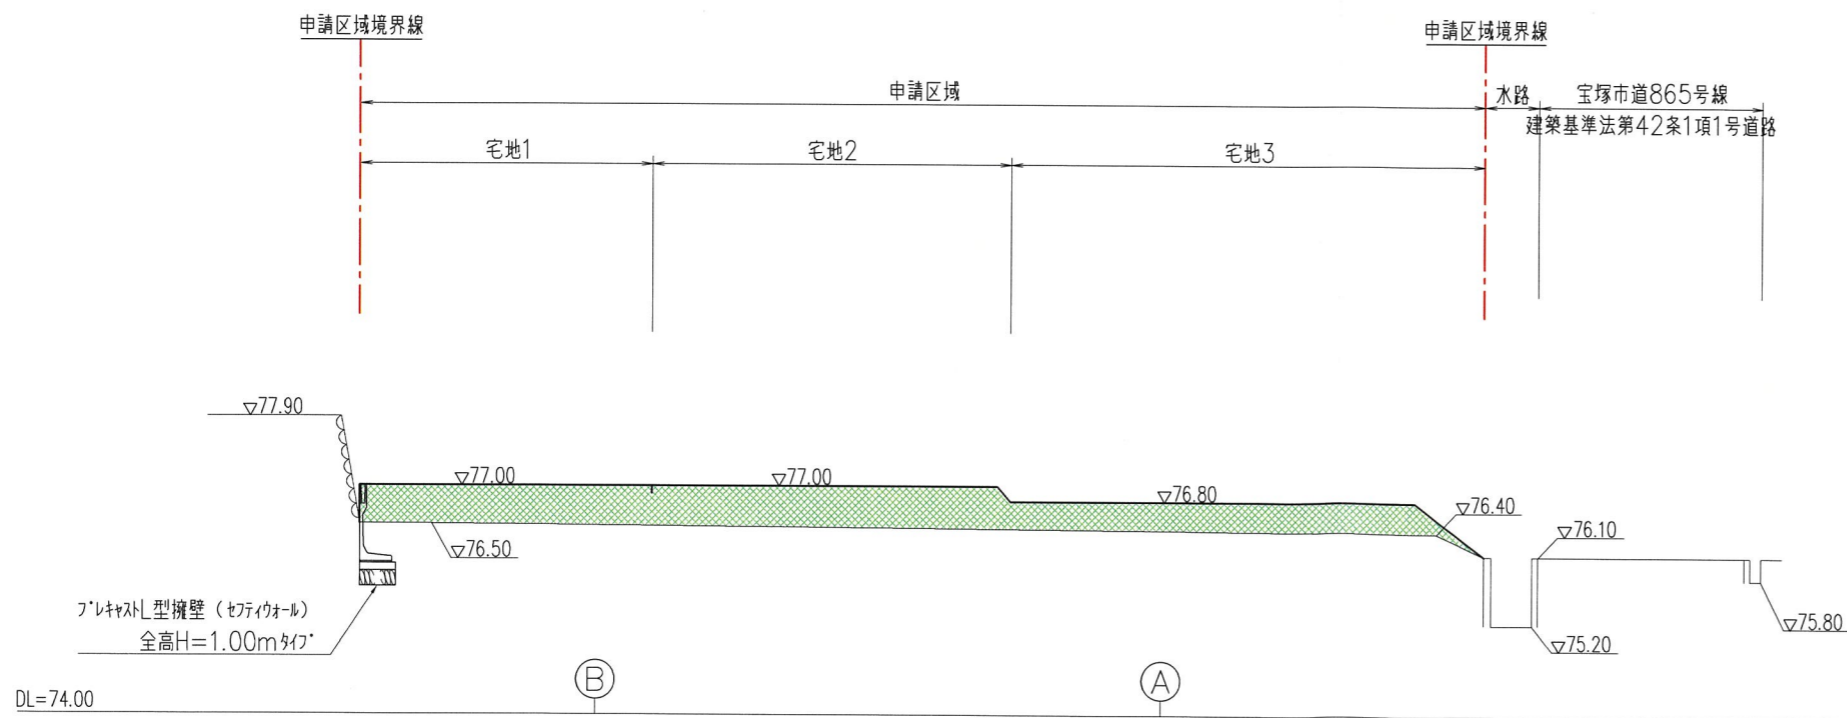 申請区域境界線
申請区域境界線
申請区域
水路
宝塚市道865号線
建築基準法第42条1項1号道路
宅地1
宅地2
宅地3
▽77.90
▽77.00
▽77.00
▽76.80
▽76.40
▽76.10
▽76.50
プレキャストL型擁壁（セフティウォール）
全高H=1.00mタイプ
▽75.80
▽75.20
B
A
DL=74.00